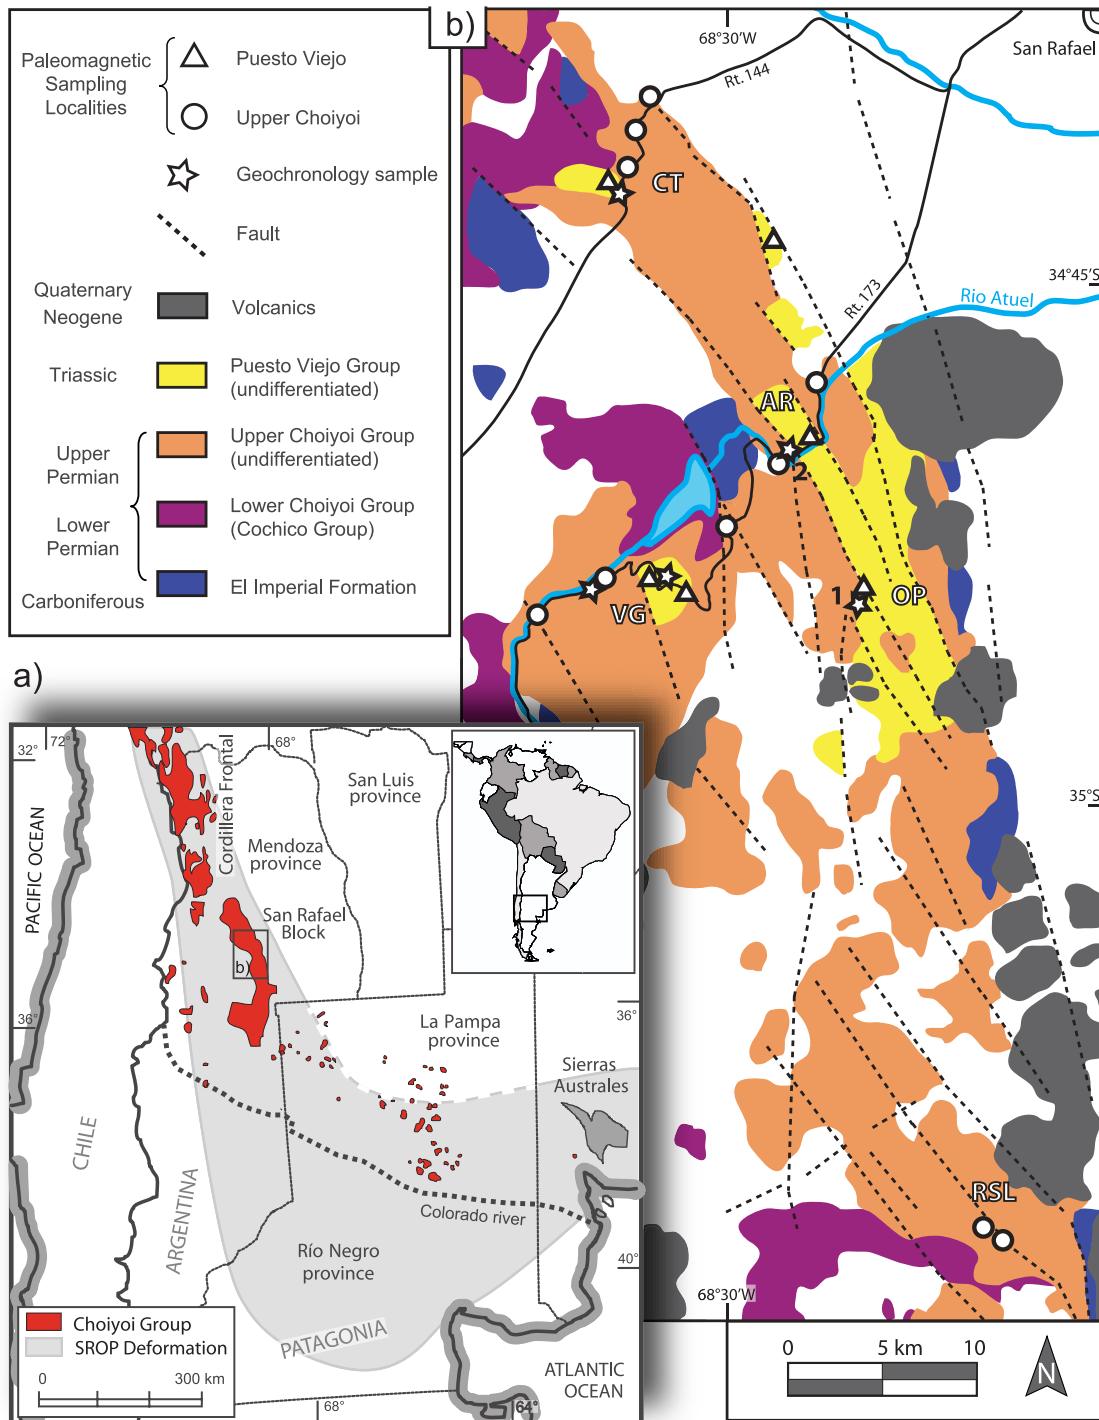 Paleomagnetic
Sampling
Localities
Puesto Viejo
Upper Choiyoi
Geochronology sample
Fault
Quaternary
Neogene
Volcanics
Triassic
Puesto Viejo Group
(undifferentiated)
Upper
Permian
Upper Choiyoi Group
(undifferentiated)
Lower
Permian
Lower Choiyoi Group
(Cochico Group)
Carboniferous
El Imperial Formation
b)
68°30'W
San Rafael
Rt. 144
CT
34°45'S
Rio Atuel
Rt. 173
AR
2
1
OP
VG
35°S
RSL
68°30'W
0
5 km
10
N
a)
32°
72°
68°
PACIFIC OCEAN
Cordillera Frontal
San Luis
province
Mendoza
province
San Rafael
Block
b)
36°
36°
La Pampa
province
Sierras
Australes
CHILE
ARGENTINA
Colorado river
Río Negro
province
40°
PATAGONIA
ATLANTIC
OCEAN
Choiyoi Group
SROP Deformation
0
300 km
68°
64°